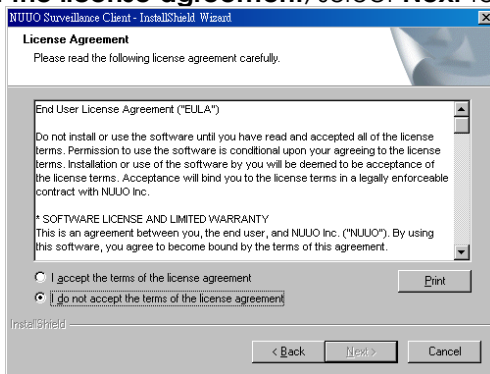 the license agreement, select Next
NUUO Surveillance Client - InstallShield Wizard
License Agreement
Please read the following license agreement carefully.
End User License Agreement ("EULA")
Do not install or use the software until you have read and accepted all of the license
terms. Permission to use the software is conditional upon your agreeing to the license
terms. Installation or use of the software by you will be deemed to be acceptance of
the license terms. Acceptance will bind you to the license terms in a legally enforceable
contract with NUUO Inc.
* SOFTWARE LICENSE AND LIMITED WARRANTY
This is an agreement between you, the end user, and NUUO Inc. ("NUUO"). By using
this software, you agree to become bound by the terms of this agreement.
I accept the terms of the license agreement
Print
I do not accept the terms of the license agreement
InstallShield
< Back Next > Cancel